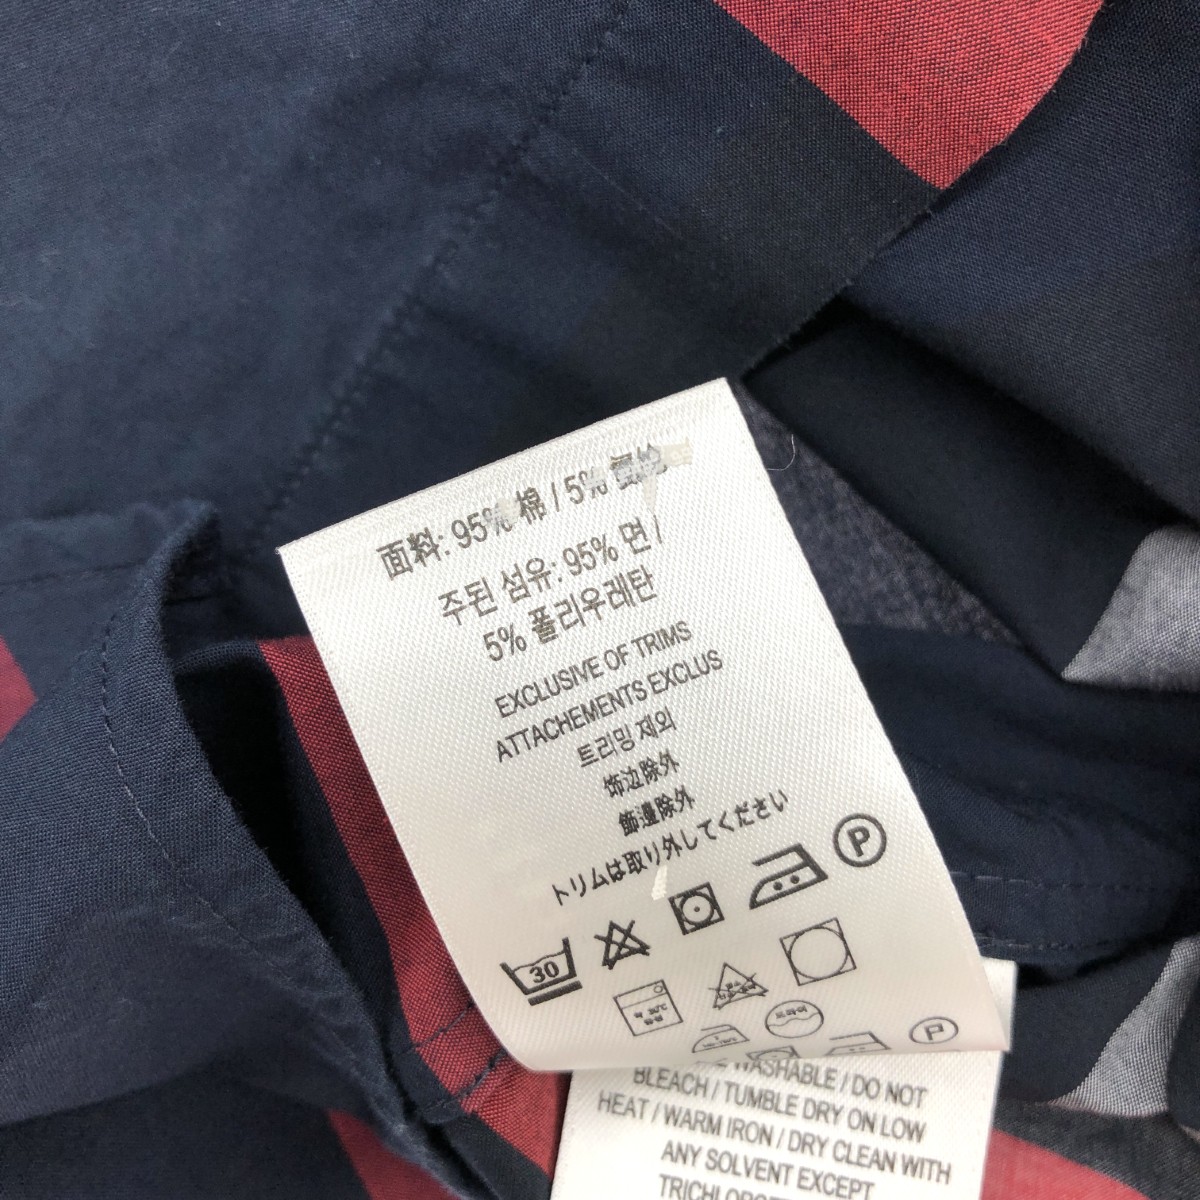 面料: 95% 棉 / 5%
주된 섬유: 95% 면 /
5% 폴리우레탄
EXCLUSIVE OF TRIMS
ATTACHEMENTS EXCLUS
트리밍 제외
饰边除外
飾邊除外
トリムは取り外してください
30
P
P
WASHABLE / DO NOT
BLEACH / TUMBLE DRY ON LOW
HEAT / WARM IRON / DRY CLEAN WITH
ANY SOLVENT EXCEPT